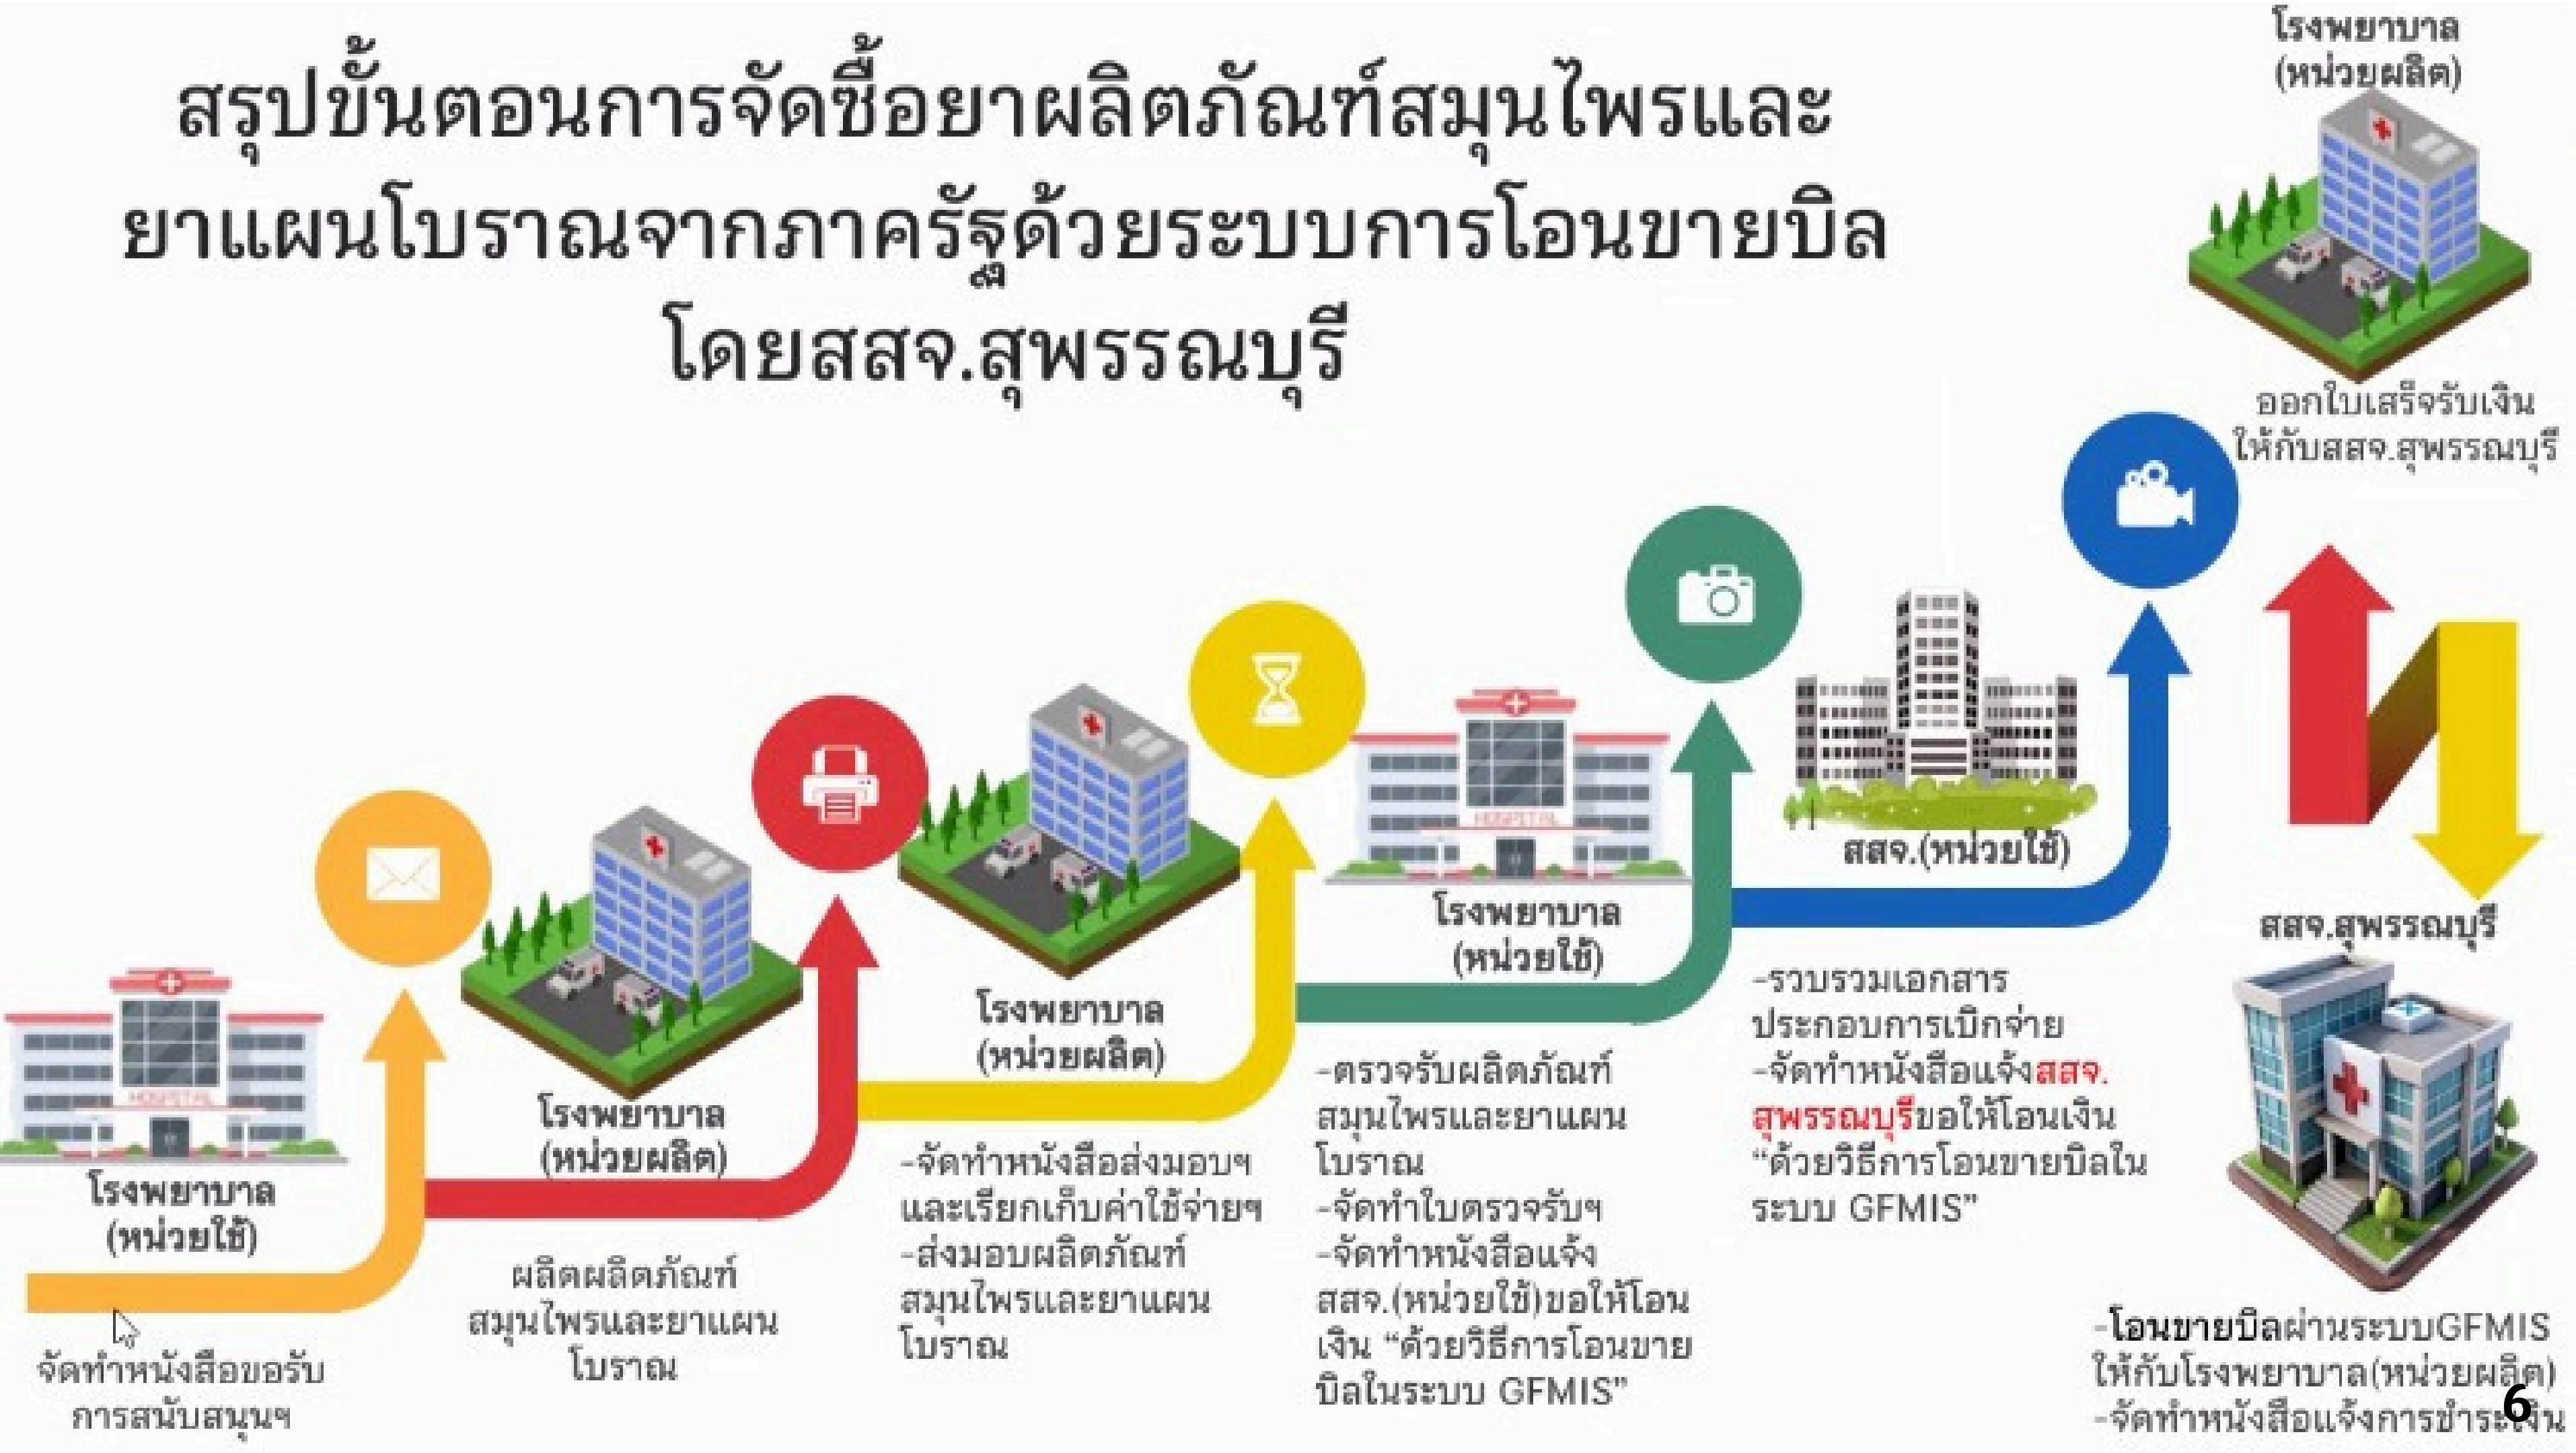 สรุปขั้นตอนการจัดซื้อยาผลิตภัณฑ์สมุนไพรและ
ยาแผนโบราณจากภาครัฐด้วยระบบการโอนขายบิล
โดยสสจ.สุพรรณบุรี
โรงพยาบาล
(หน่วยใช้)
จัดทำหนังสือขอรับ
การสนับสนุนฯ
โรงพยาบาล
(หน่วยผลิต)
ผลิตผลิตภัณฑ์
สมุนไพรและยาแผน
โบราณ
โรงพยาบาล
(หน่วยผลิต)
-จัดทำหนังสือส่งมอบฯ
และเรียกเก็บค่าใช้จ่ายฯ
-ส่งมอบผลิตภัณฑ์
สมุนไพรและยาแผน
โบราณ
โรงพยาบาล
(หน่วยใช้)
-ตรวจรับผลิตภัณฑ์
สมุนไพรและยาแผน
โบราณ
-จัดทำใบตรวจรับฯ
-จัดทำหนังสือแจ้ง
สสจ.(หน่วยใช้)ขอให้โอน
เงิน “ด้วยวิธีการโอนขาย
บิลในระบบ GFMIS”
สสจ.(หน่วยใช้)
-รวบรวมเอกสาร
ประกอบการเบิกจ่าย
-จัดทำหนังสือแจ้งสสจ.
สุพรรณบุรีขอให้โอนเงิน
“ด้วยวิธีการโอนขายบิลใน
ระบบ GFMIS”
โรงพยาบาล
(หน่วยผลิต)
ออกใบเสร็จรับเงิน
ให้กับสสจ.สุพรรณบุรี
สสจ.สุพรรณบุรี
-โอนขายบิลผ่านระบบGFMIS
ให้กับโรงพยาบาล(หน่วยผลิต)
-จัดทำหนังสือแจ้งการชำระเงิน
6
HOSPITAL
HOSPITAL